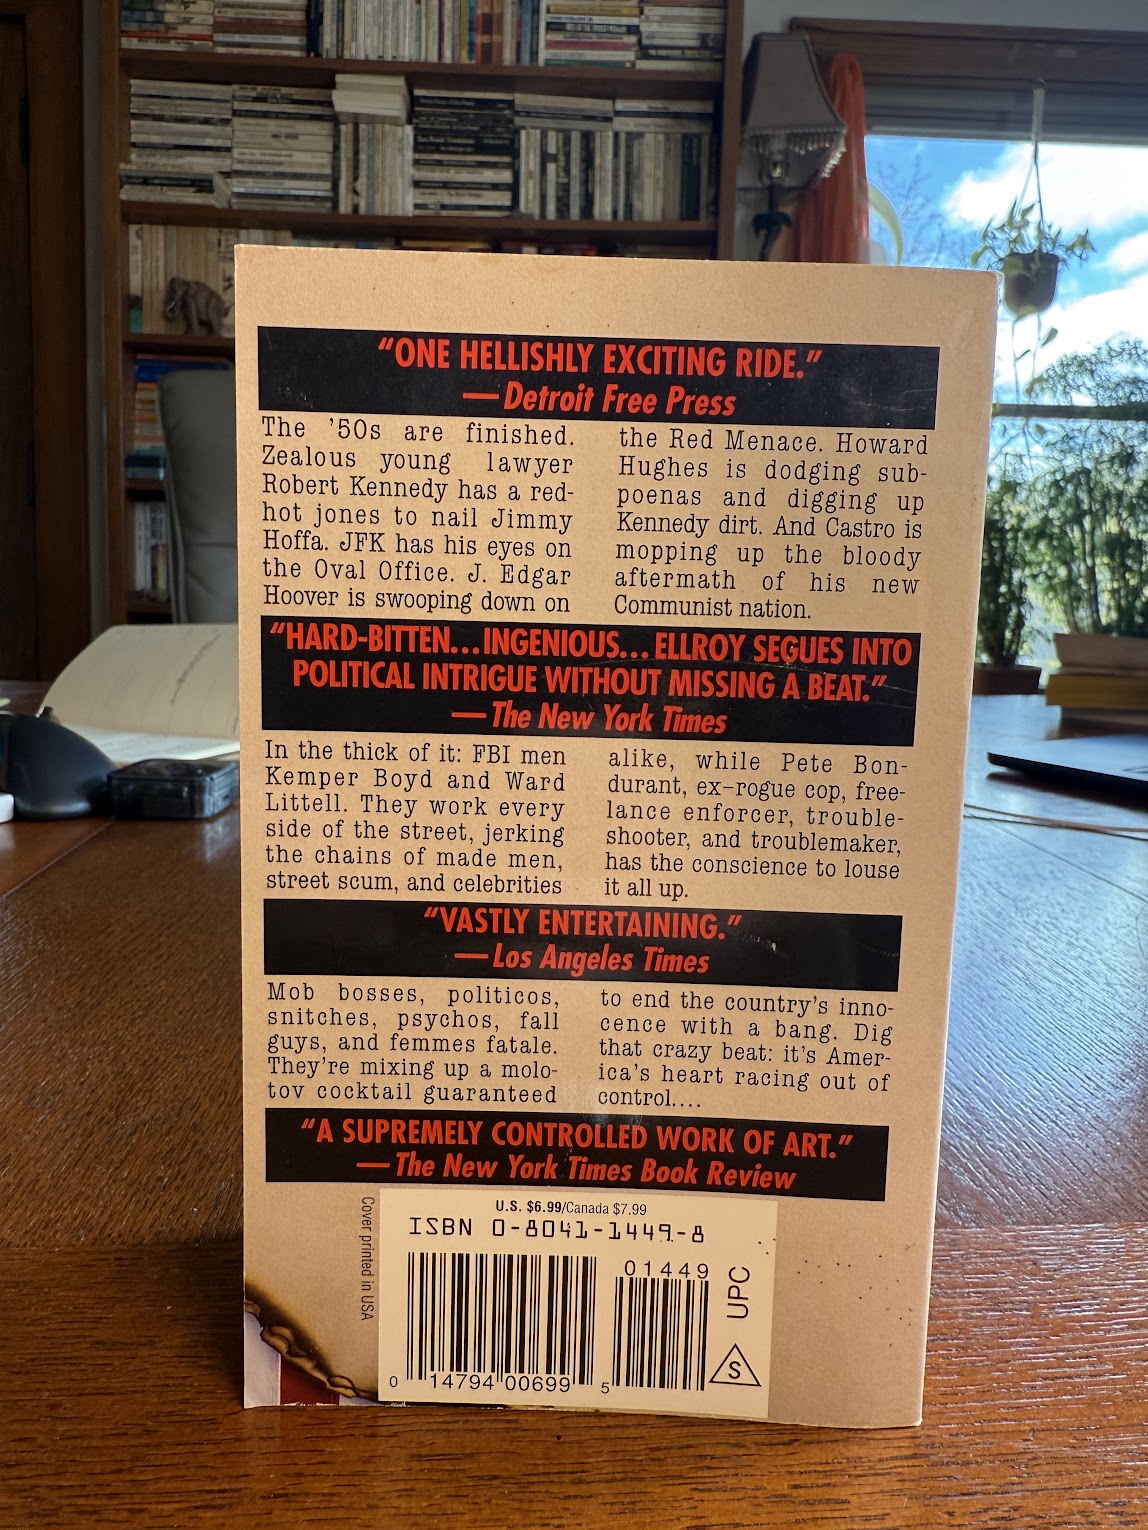 “ONE HELLISHLY EXCITING RIDE.”
—Detroit Free Press
The ’50s are finished.
Zealous young lawyer
Robert Kennedy has a red-
hot jones to nail Jimmy
Hoffa. JFK has his eyes on
the Oval Office. J. Edgar
Hoover is swooping down on
the Red Menace. Howard
Hughes is dodging sub-
poenas and digging up
Kennedy dirt. And Castro is
mopping up the bloody
aftermath of his new
Communist nation.
“HARD-BITTEN...INGENIOUS... ELLROY SEGUES INTO
POLITICAL INTRIGUE WITHOUT MISSING A BEAT.”
—The New York Times
In the thick of it: FBI men
Kemper Boyd and Ward
Littell. They work every
side of the street, jerking
the chains of made men,
street scum, and celebrities
alike, while Pete Bon-
durant, ex-rogue cop, free-
lance enforcer, trouble-
shooter, and troublemaker,
has the conscience to louse
it all up.
“VASTLY ENTERTAINING.”
—Los Angeles Times
Mob bosses, politicos,
snitches, psychos, fall
guys, and femmes fatale.
They’re mixing up a molo-
tov cocktail guaranteed
to end the country’s inno-
cence with a bang. Dig
that crazy beat: it’s Amer-
ica’s heart racing out of
control....
“A SUPREMELY CONTROLLED WORK OF ART.”
—The New York Times Book Review
Cover printed in USA
U.S. $6.99/Canada $7.99
ISBN 0-8041-1449-8
01449
0 14794 00699 5
UPC
S